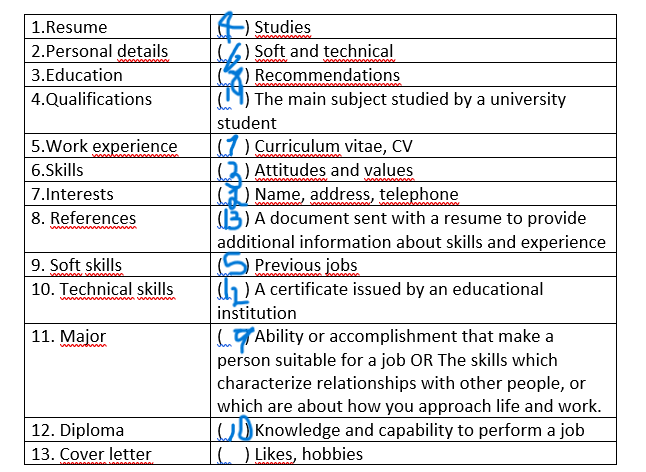 1.Resume (4) Studies
2.Personal details (6) Soft and technical
3.Education (8) Recommendations
4.Qualifications ( ) The main subject studied by a university
student
5.Work experience (1) Curriculum vitae, CV
6.Skills (3) Attitudes and values
7.Interests (2) Name, address, telephone
8. References (13) A document sent with a resume to provide
additional information about skills and experience
9. Soft skills (5) Previous jobs
10. Technical skills (12) A certificate issued by an educational
institution
11. Major ( 9) Ability or accomplishment that make a
person suitable for a job OR The skills which
characterize relationships with other people, or
which are about how you approach life and work.
12. Diploma (10) Knowledge and capability to perform a job
13. Cover letter ( ) Likes, hobbies